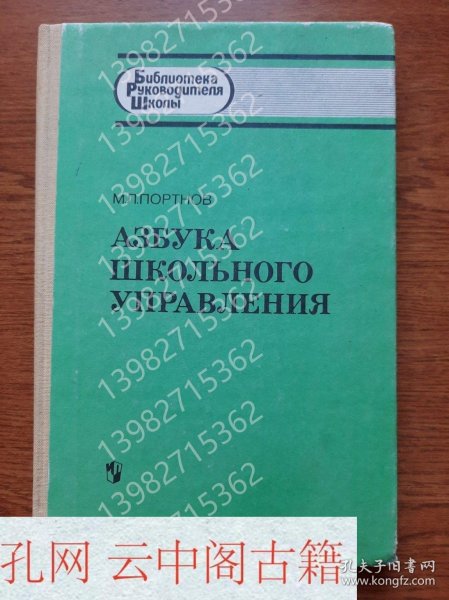 Библиотека
Руководителя
Школы
М.Л.ПОРТНОВ
АЗБУКА
ШКОЛЬНОГО
УПРАВЛЕНИЯ
13982715362
13982715362
13982715362
13982715362
13982715362
13982715362
13982715362
13982715362
孔网 云中阁古籍
孔夫子旧书网
www.kongfz.com